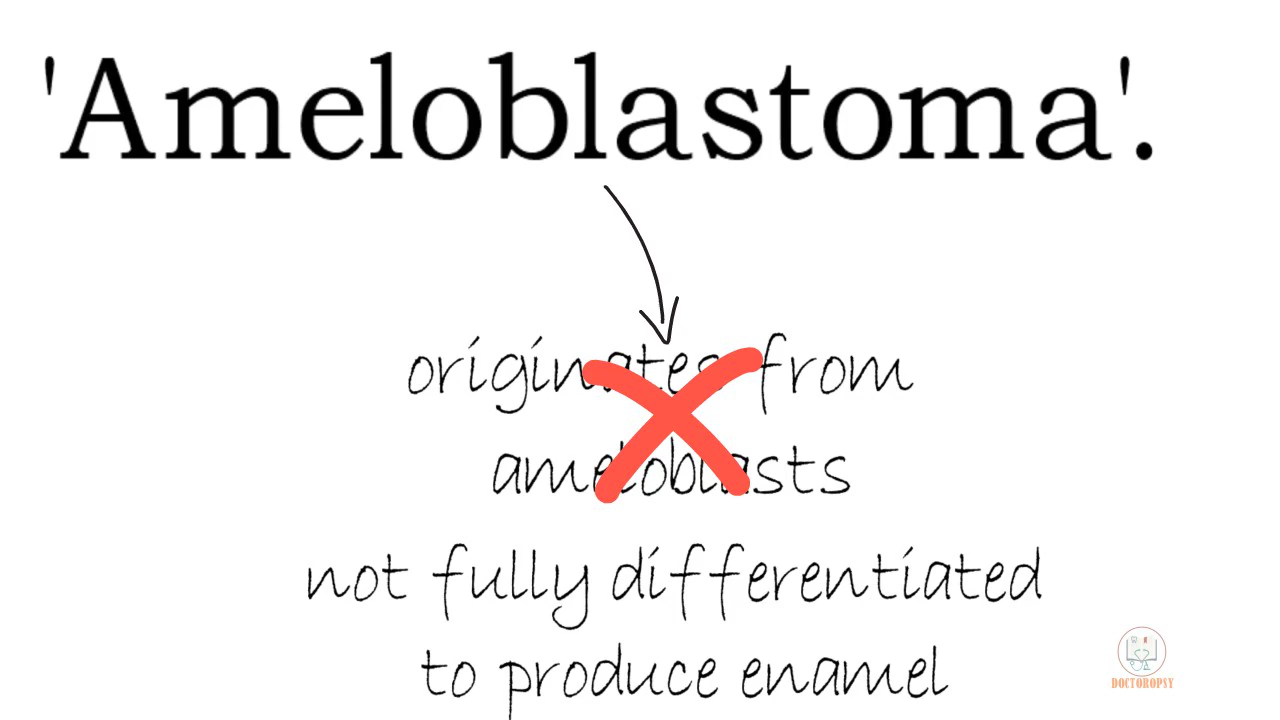 'Ameloblastoma'.
originates from
ameloblasts
not fully differentiated
to produce enamel
DOCTOROPSY